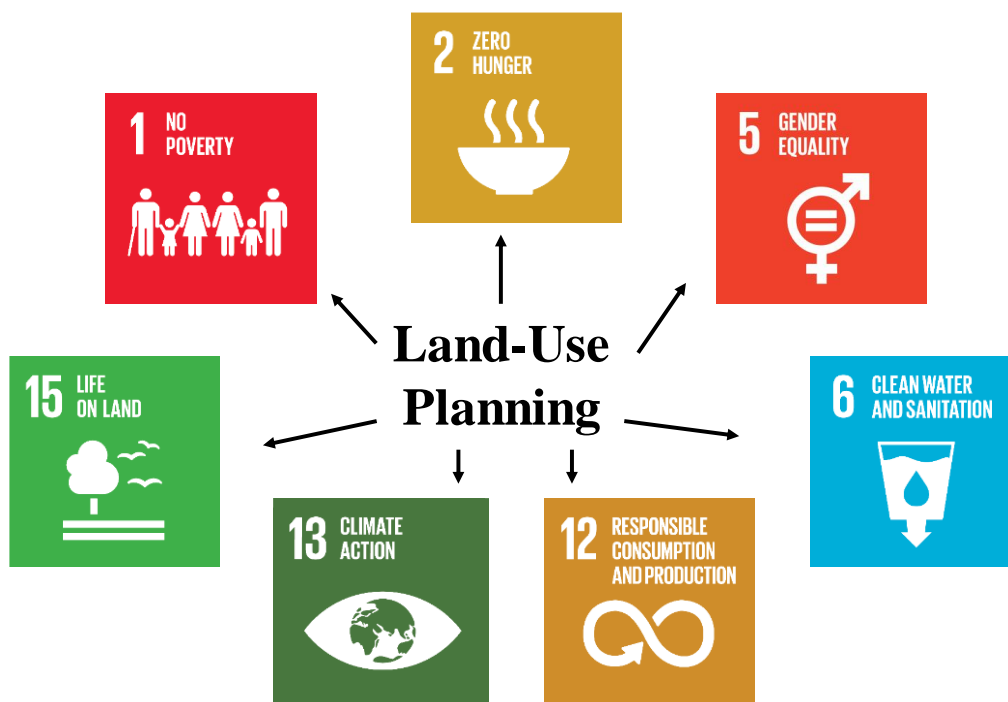 2 ZERO
HUNGER
1 NO
POVERTY
5 GENDER
EQUALITY
Land-Use
Planning
15 LIFE
ON LAND
6 CLEAN WATER
AND SANITATION
13 CLIMATE
ACTION
12 RESPONSIBLE
CONSUMPTION
AND PRODUCTION